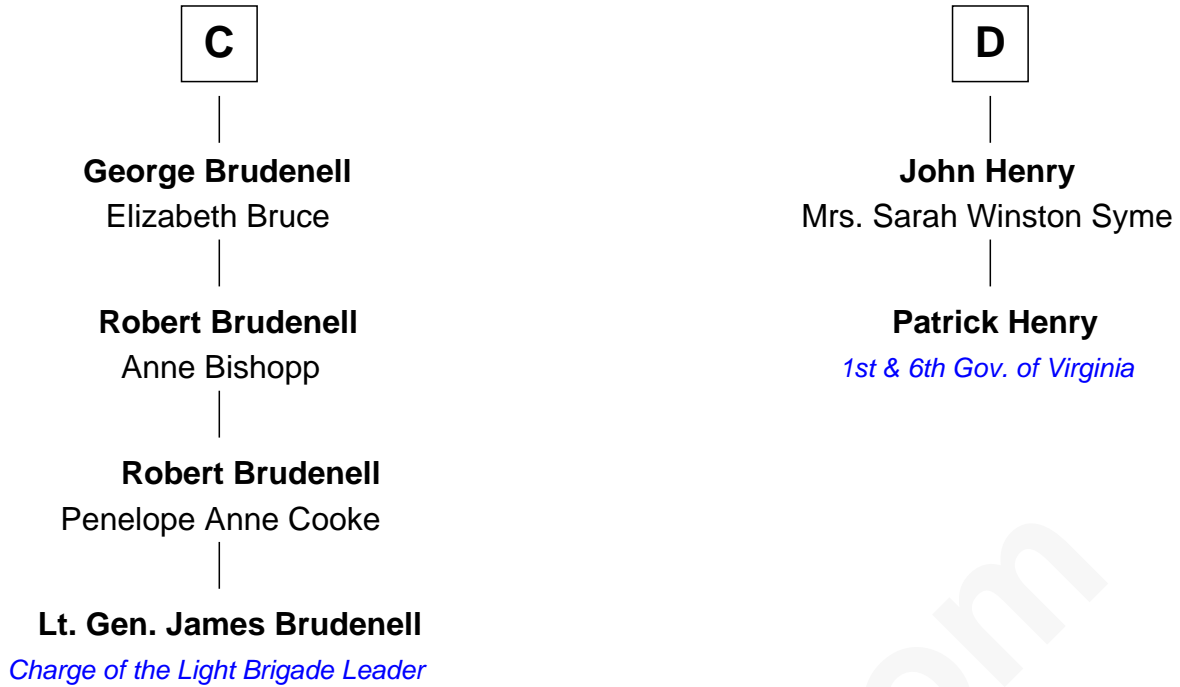 C
George Brudenell
Elizabeth Bruce
Robert Brudenell
Anne Bishopp
Robert Brudenell
Penelope Anne Cooke
Lt. Gen. James Brudenell
Charge of the Light Brigade Leader
D
John Henry
Mrs. Sarah Winston Syme
Patrick Henry
1st & 6th Gov. of Virginia
om